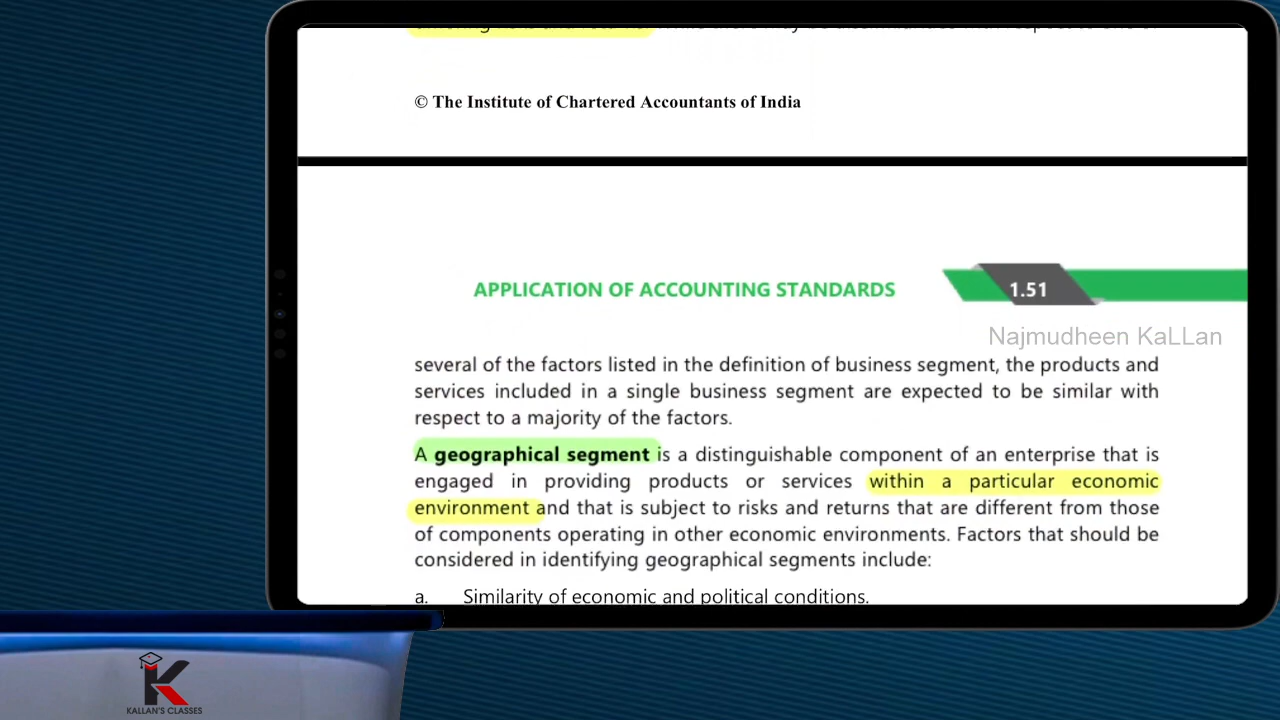 © The Institute of Chartered Accountants of India
APPLICATION OF ACCOUNTING STANDARDS
1.51
Najmudheen KaLLan
several of the factors listed in the definition of business segment, the products and
services included in a single business segment are expected to be similar with
respect to a majority of the factors.
A geographical segment is a distinguishable component of an enterprise that is
engaged in providing products or services within a particular economic
environment and that is subject to risks and returns that are different from those
of components operating in other economic environments. Factors that should be
considered in identifying geographical segments include:
a. Similarity of economic and political conditions.
K
KALLAN'S CLASSES